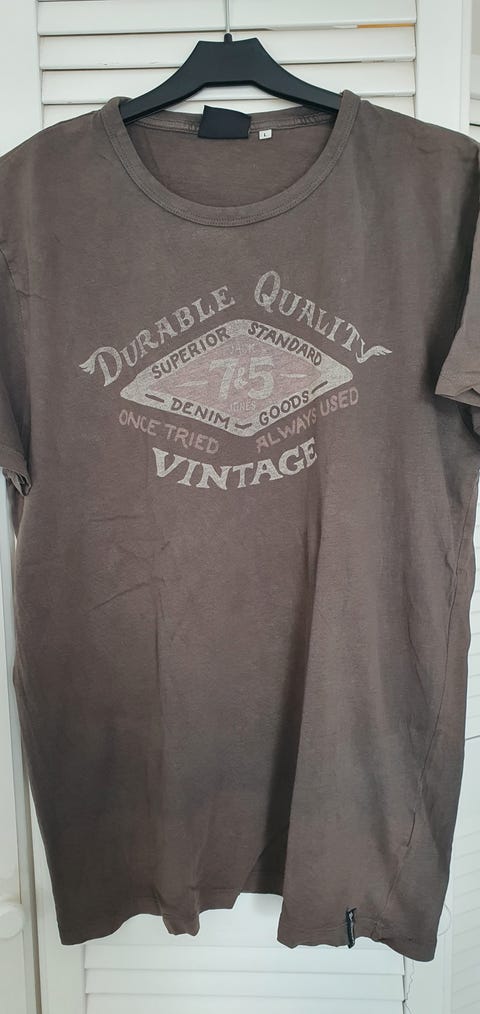 L
DURABLE QUALITY
SUPERIOR STANDARD
7&5
DENIM GOODS
ONCE TRIED ALWAYS USED
VINTAGE